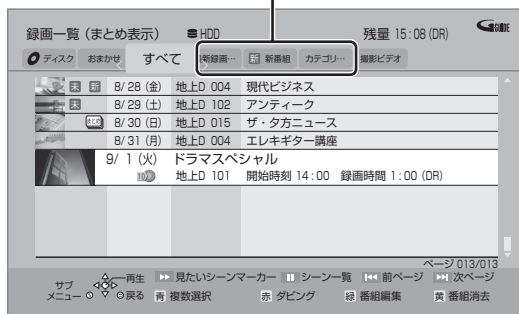 録画一覧(まとめ表示) HDD 残量 15:08(DR) G-GUIDE
ディスク おまかせ すべて 新録画… 新 新番組 カテゴリ… 撮影ビデオ
未 新 8/28(金) 地上D 004 現代ビジネス
未 8/29(土) 地上D 102 アンティーク
まとめ 8/30(日) 地上D 015 ザ・夕方ニュース
8/31(月) 地上D 004 エレキギター講座
9/ 1(火) ドラマスペシャル
地上D 101 開始時刻 14:00 録画時間 1:00(DR)
ページ 013/013
サブメニュー 再生 戻る 見たいシーンマーカー シーン一覧 前ページ 次ページ
青 複数選択 赤 ダビング 緑 番組編集 黄 番組消去